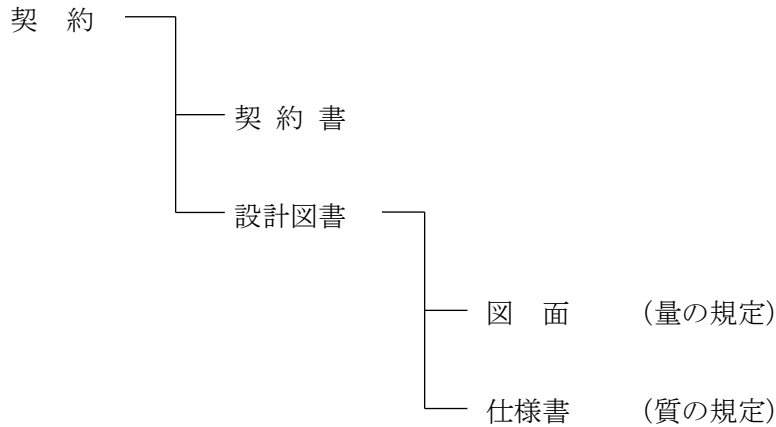 契　約
契 約 書
設計図書
図　面　　（量の規定）
仕様書　　（質の規定）